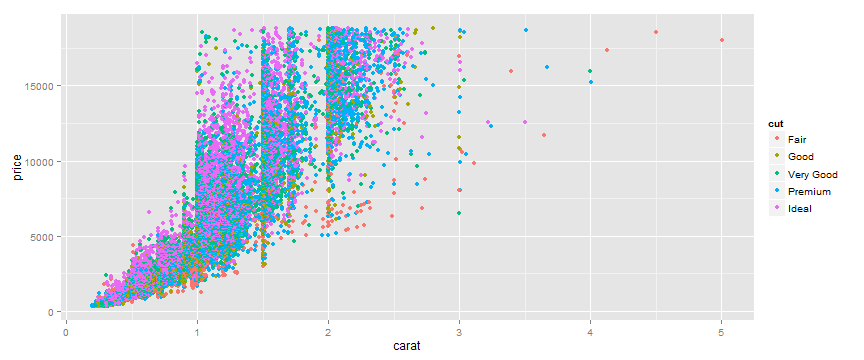 15000
10000
5000
0
price
0
1
2
3
4
5
carat
cut
Fair
Good
Very Good
Premium
Ideal